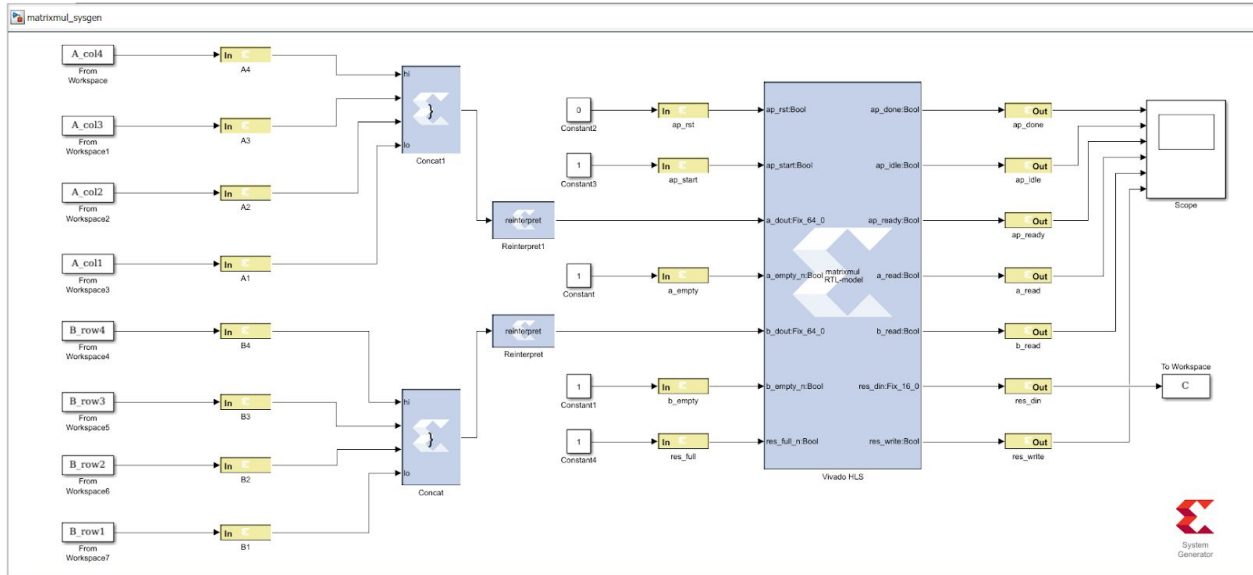 matrixmul_sysgen
A_col4
From
Workspace
In
A4
A_col3
From
Workspace1
In
A3
A_col2
From
Workspace2
In
A2
A_col1
From
Workspace3
In
A1
hi
}
lo
Concat1
reinterpret
Reinterpret1
B_row4
From
Workspace4
In
B4
B_row3
From
Workspace5
In
B3
B_row2
From
Workspace6
In
B2
B_row1
From
Workspace7
In
B1
hi
}
lo
Concat
reinterpret
Reinterpret
0
Constant2
In
ap_rst
1
Constant3
In
ap_start
1
Constant
In
a_empty
1
Constant1
In
b_empty
1
Constant4
In
res_full
ap_rst:Bool
ap_start:Bool
a_dout:Fix_64_0
a_empty_n:Bool
b_dout:Fix_64_0
b_empty_n:Bool
res_full_n:Bool
matrixmul
RTL-model
ap_done:Bool
ap_idle:Bool
ap_ready:Bool
a_read:Bool
b_read:Bool
res_din:Fix_16_0
res_write:Bool
Vivado HLS
Out
ap_done
Out
ap_idle
Out
ap_ready
Out
a_read
Out
b_read
Out
res_din
Out
res_write
Scope
To Workspace
C
System
Generator